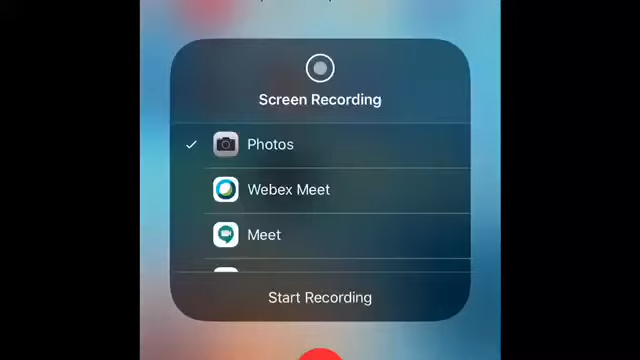 Screen Recording
Photos
Webex Meet
Meet
Start Recording